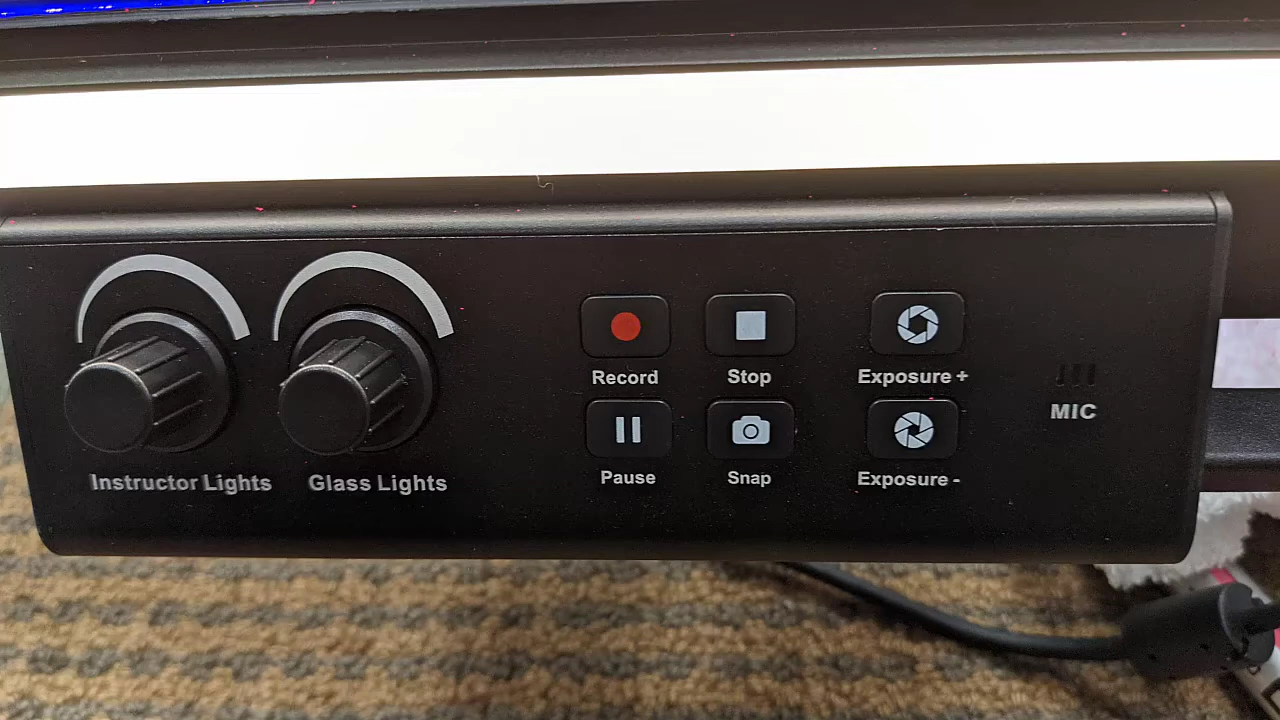 Record Stop Exposure +
MIC
Pause Snap Exposure -
Instructor Lights Glass Lights